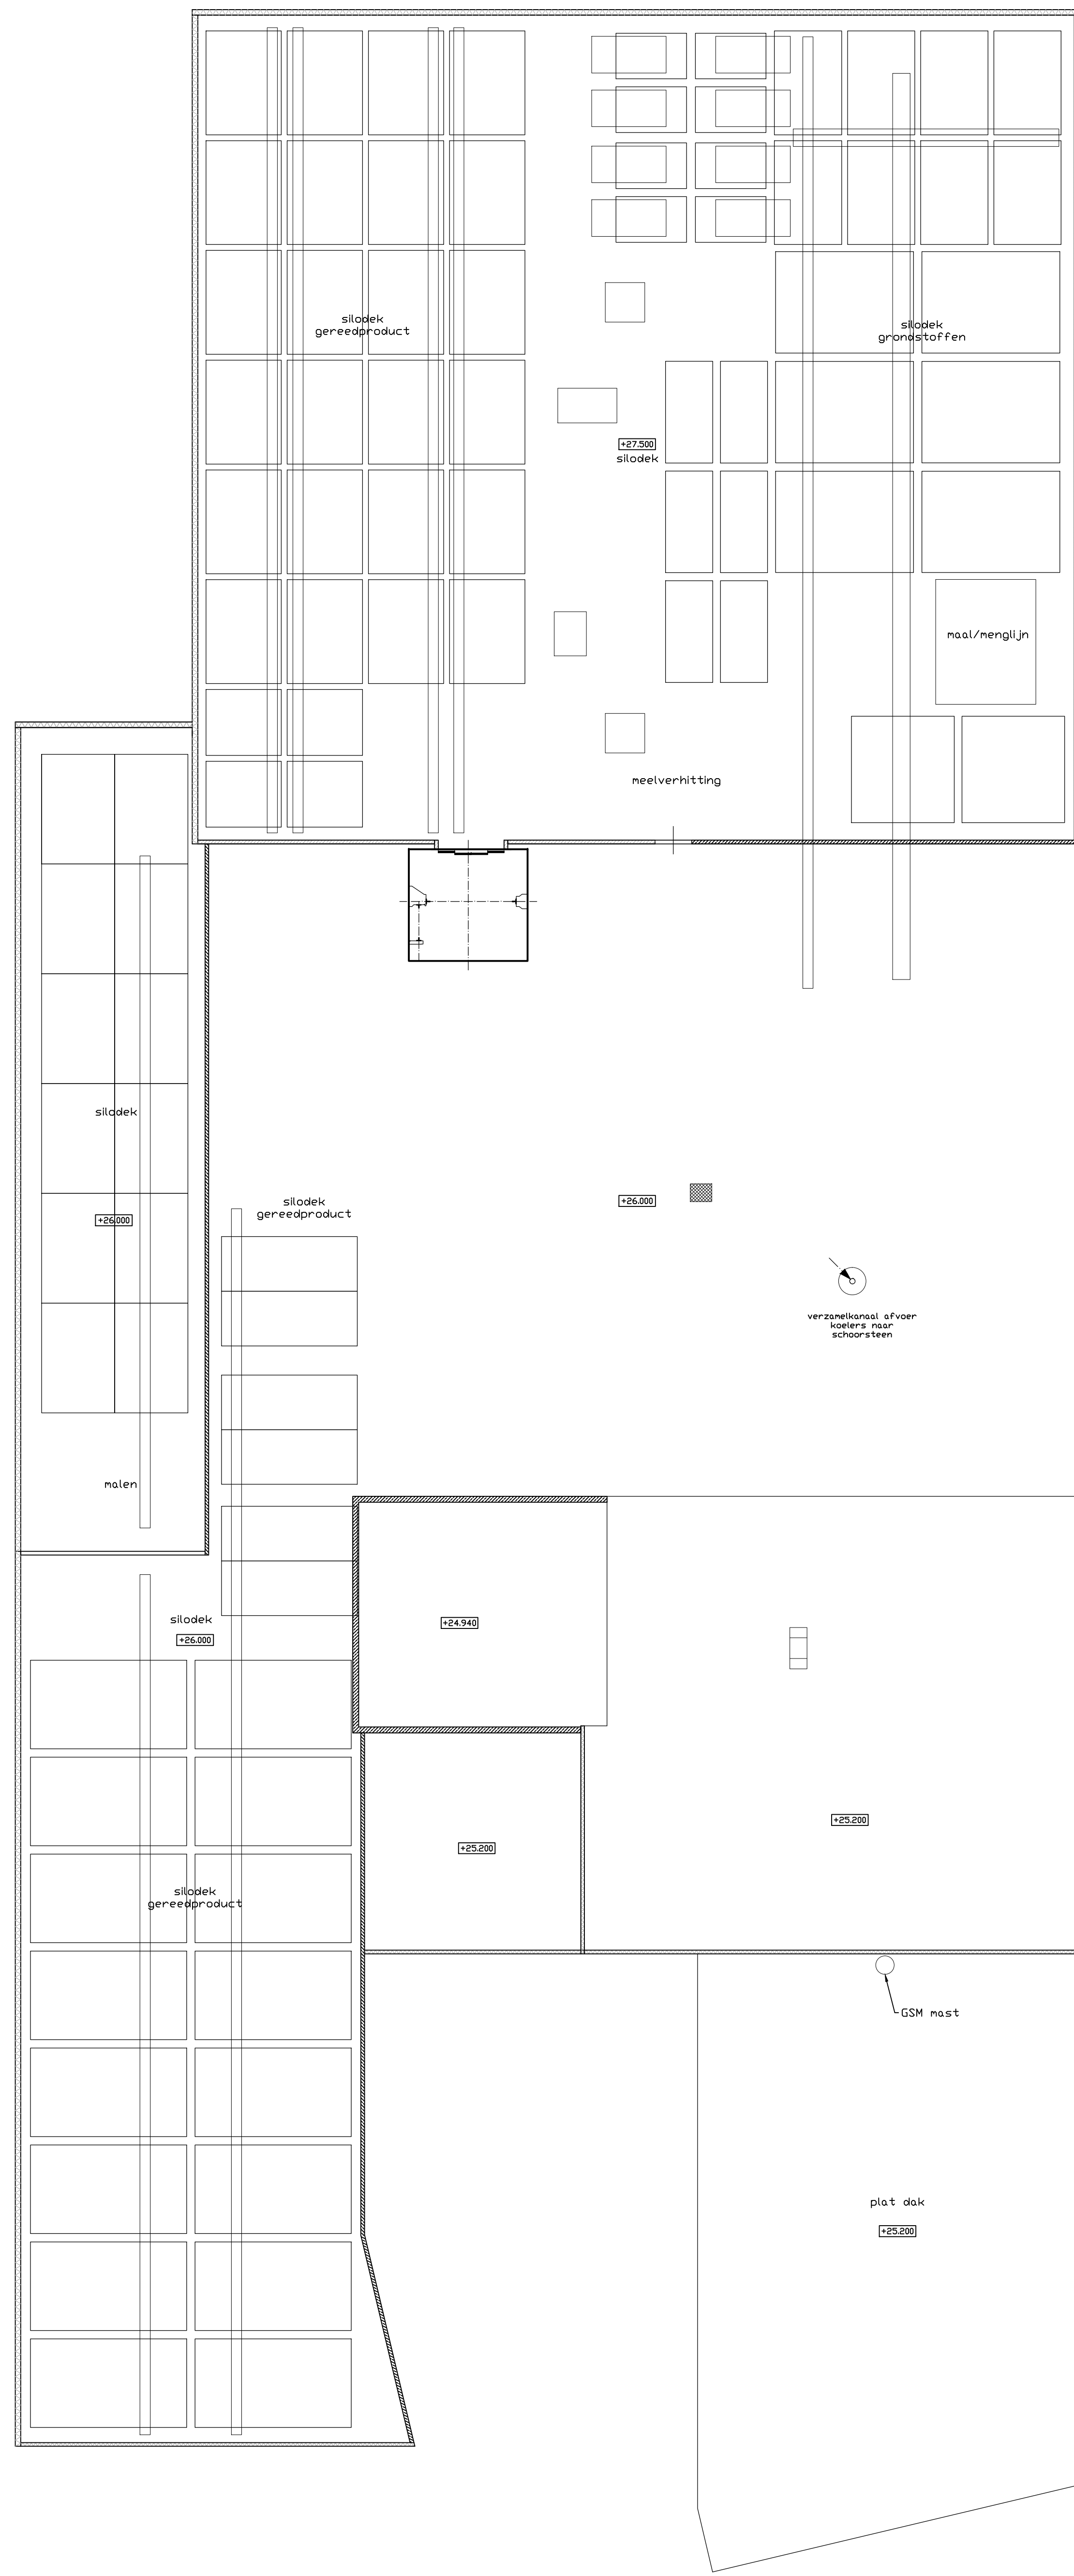 silodek
gereedproduct
silodek
grondstoffen
+27.500
silodek
maal/menglijn
meelverhitting
silodek
+26.000
silodek
gereedproduct
+26.000
verzamelkanaal afvoer
koelers naar
schoorsteen
malen
silodek
+26.000
+24.940
+25.200
+25.200
silodek
gereedproduct
GSM mast
plat dak
+25.200